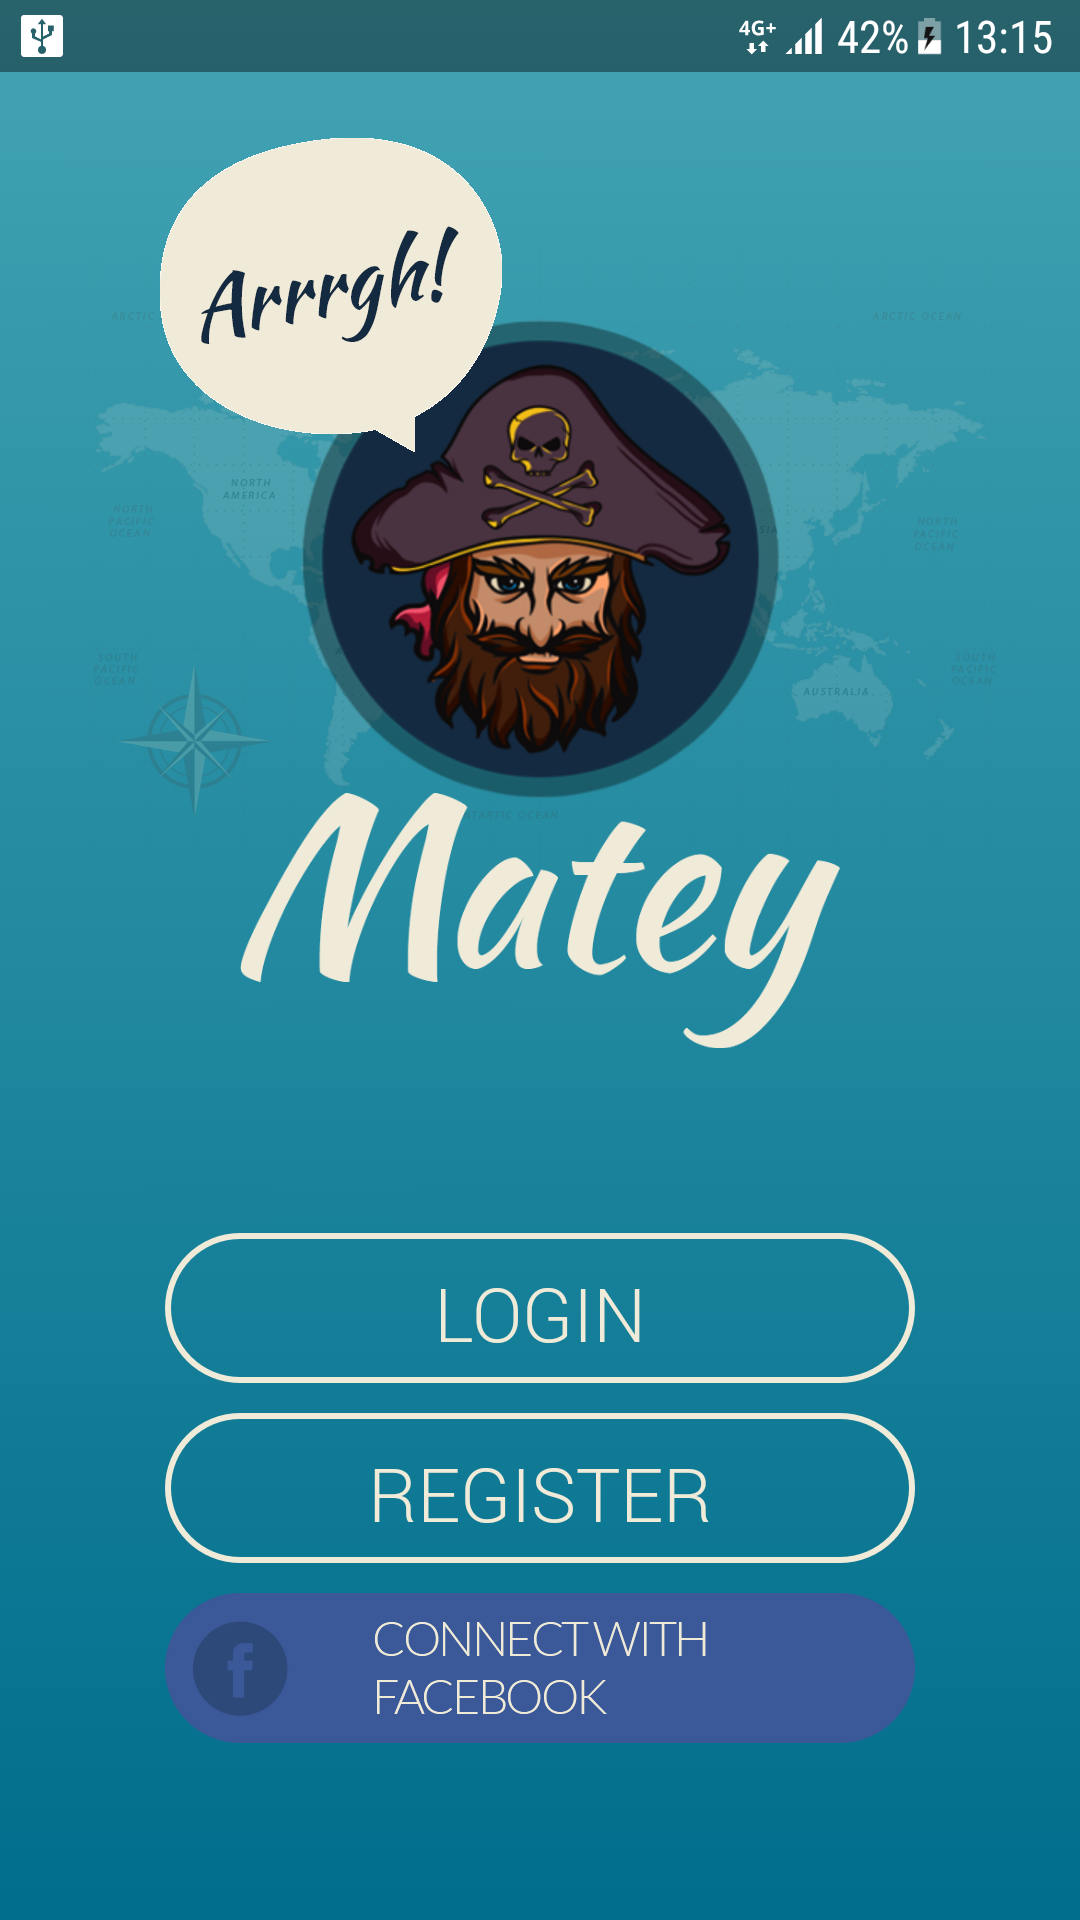 4G+ 42% 13:15
Arrrgh!
ARCTIC
ARCTIC OCEAN
NORTH
AMERICA
NORTH
PACIFIC
OCEAN
NORTH
PACIFIC
OCEAN
SOUTH
PACIFIC
OCEAN
SOUTH
PACIFIC
OCEAN
AUSTRALIA
OCEAN
Matey
LOGIN
REGISTER
f
CONNECT WITH
FACEBOOK